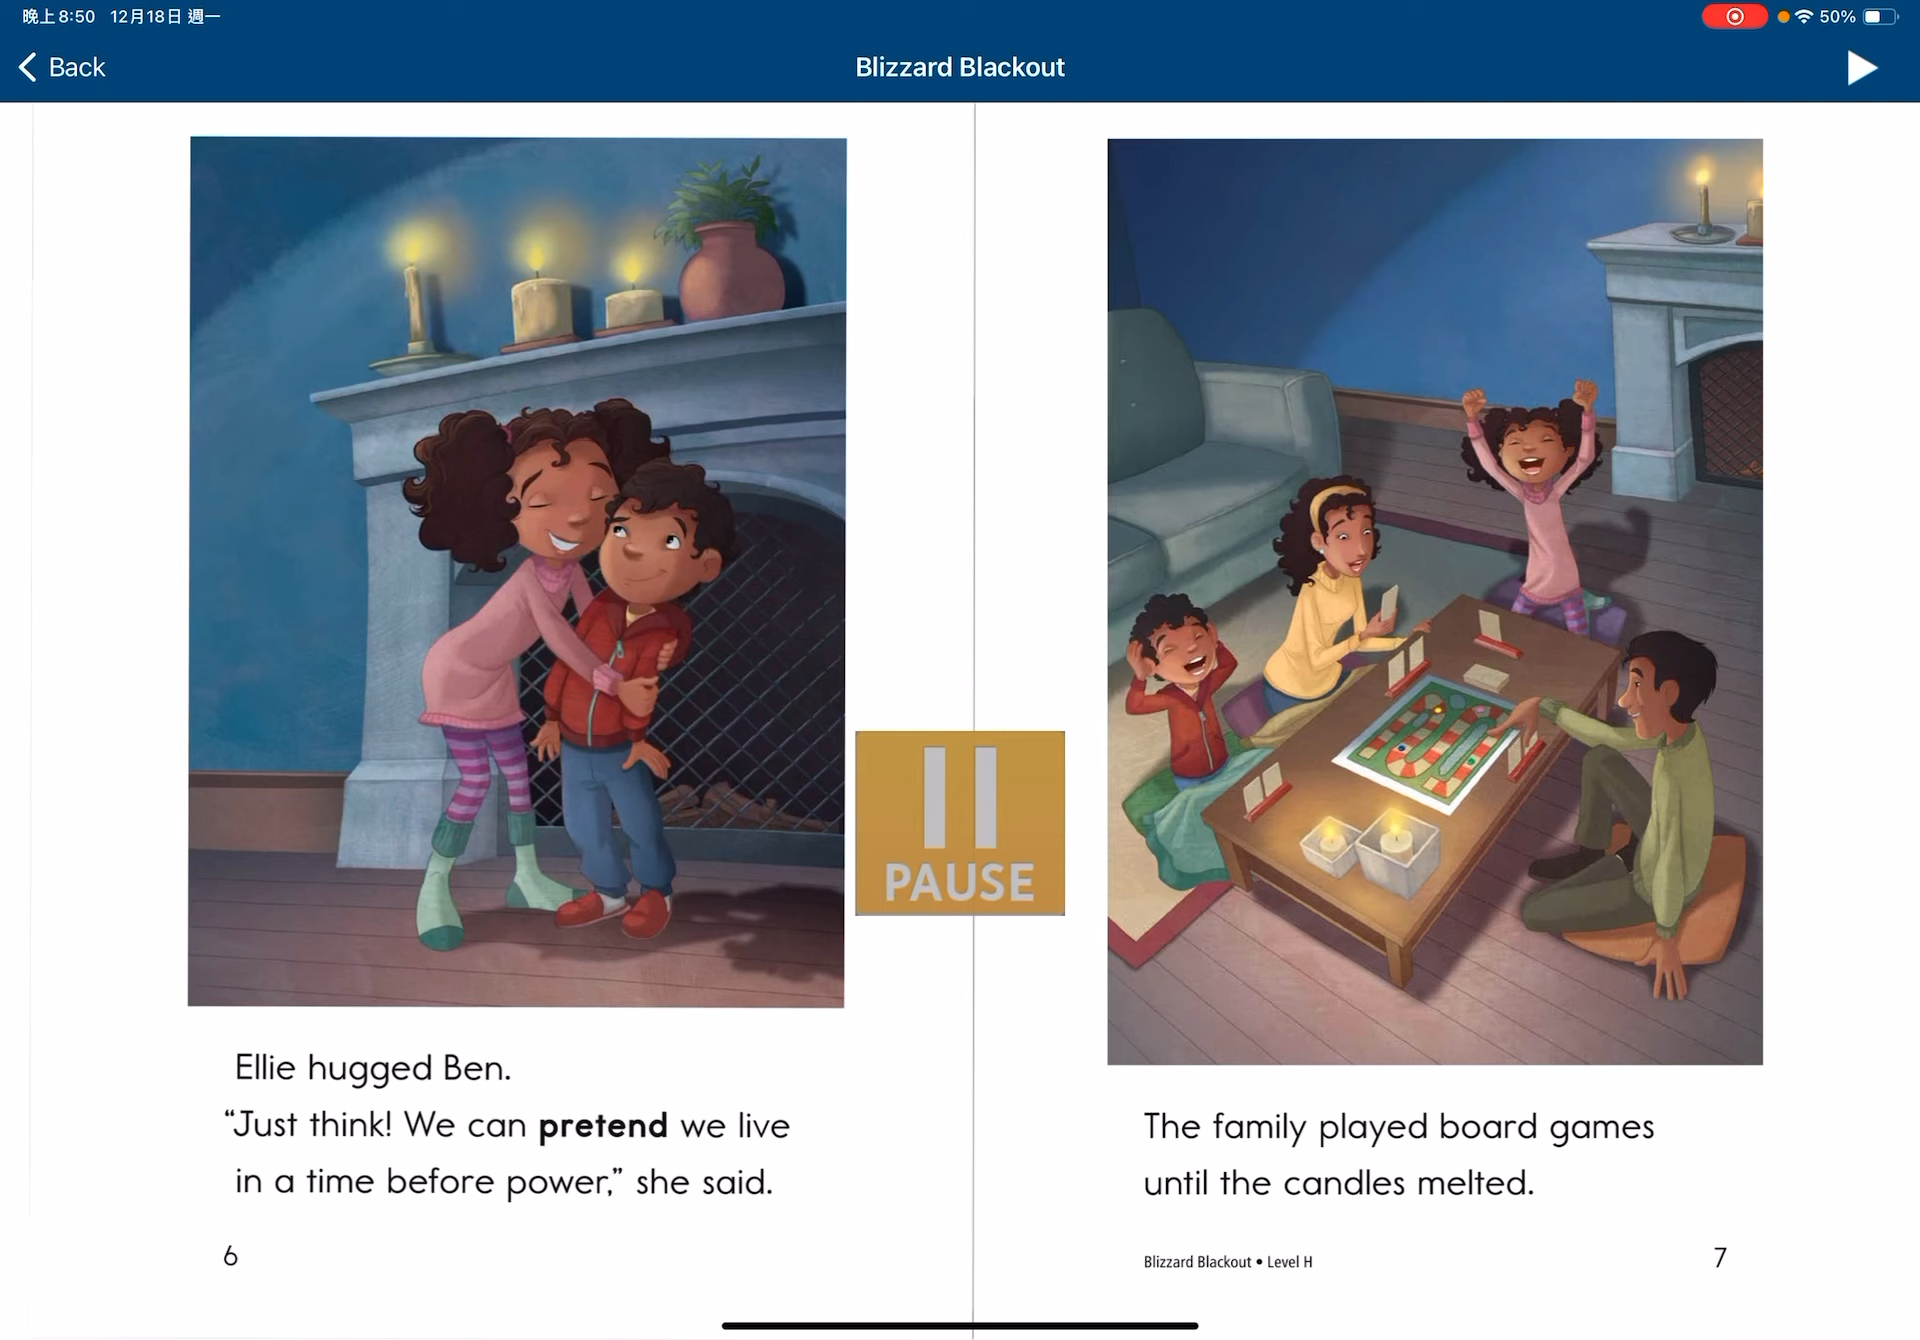 晚上8:50 12月18日 週一
50%
Back
Blizzard Blackout
PAUSE
Ellie hugged Ben.
“Just think! We can pretend we live
in a time before power,” she said.
6
The family played board games
until the candles melted.
Blizzard Blackout • Level H
7